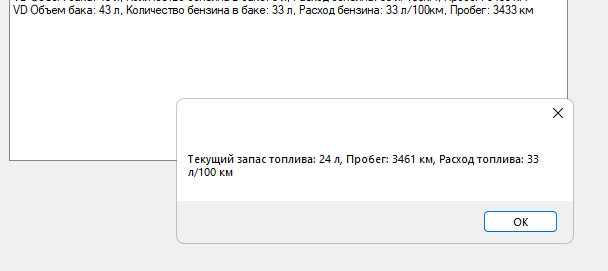 VD Объем бака: 43 л, Количество бензина в баке: 33 л, Расход бензина: 33 л/100км, Пробег: 3433 км
Текущий запас топлива: 24 л, Пробег: 3461 км, Расход топлива: 33
л/100 км
OK